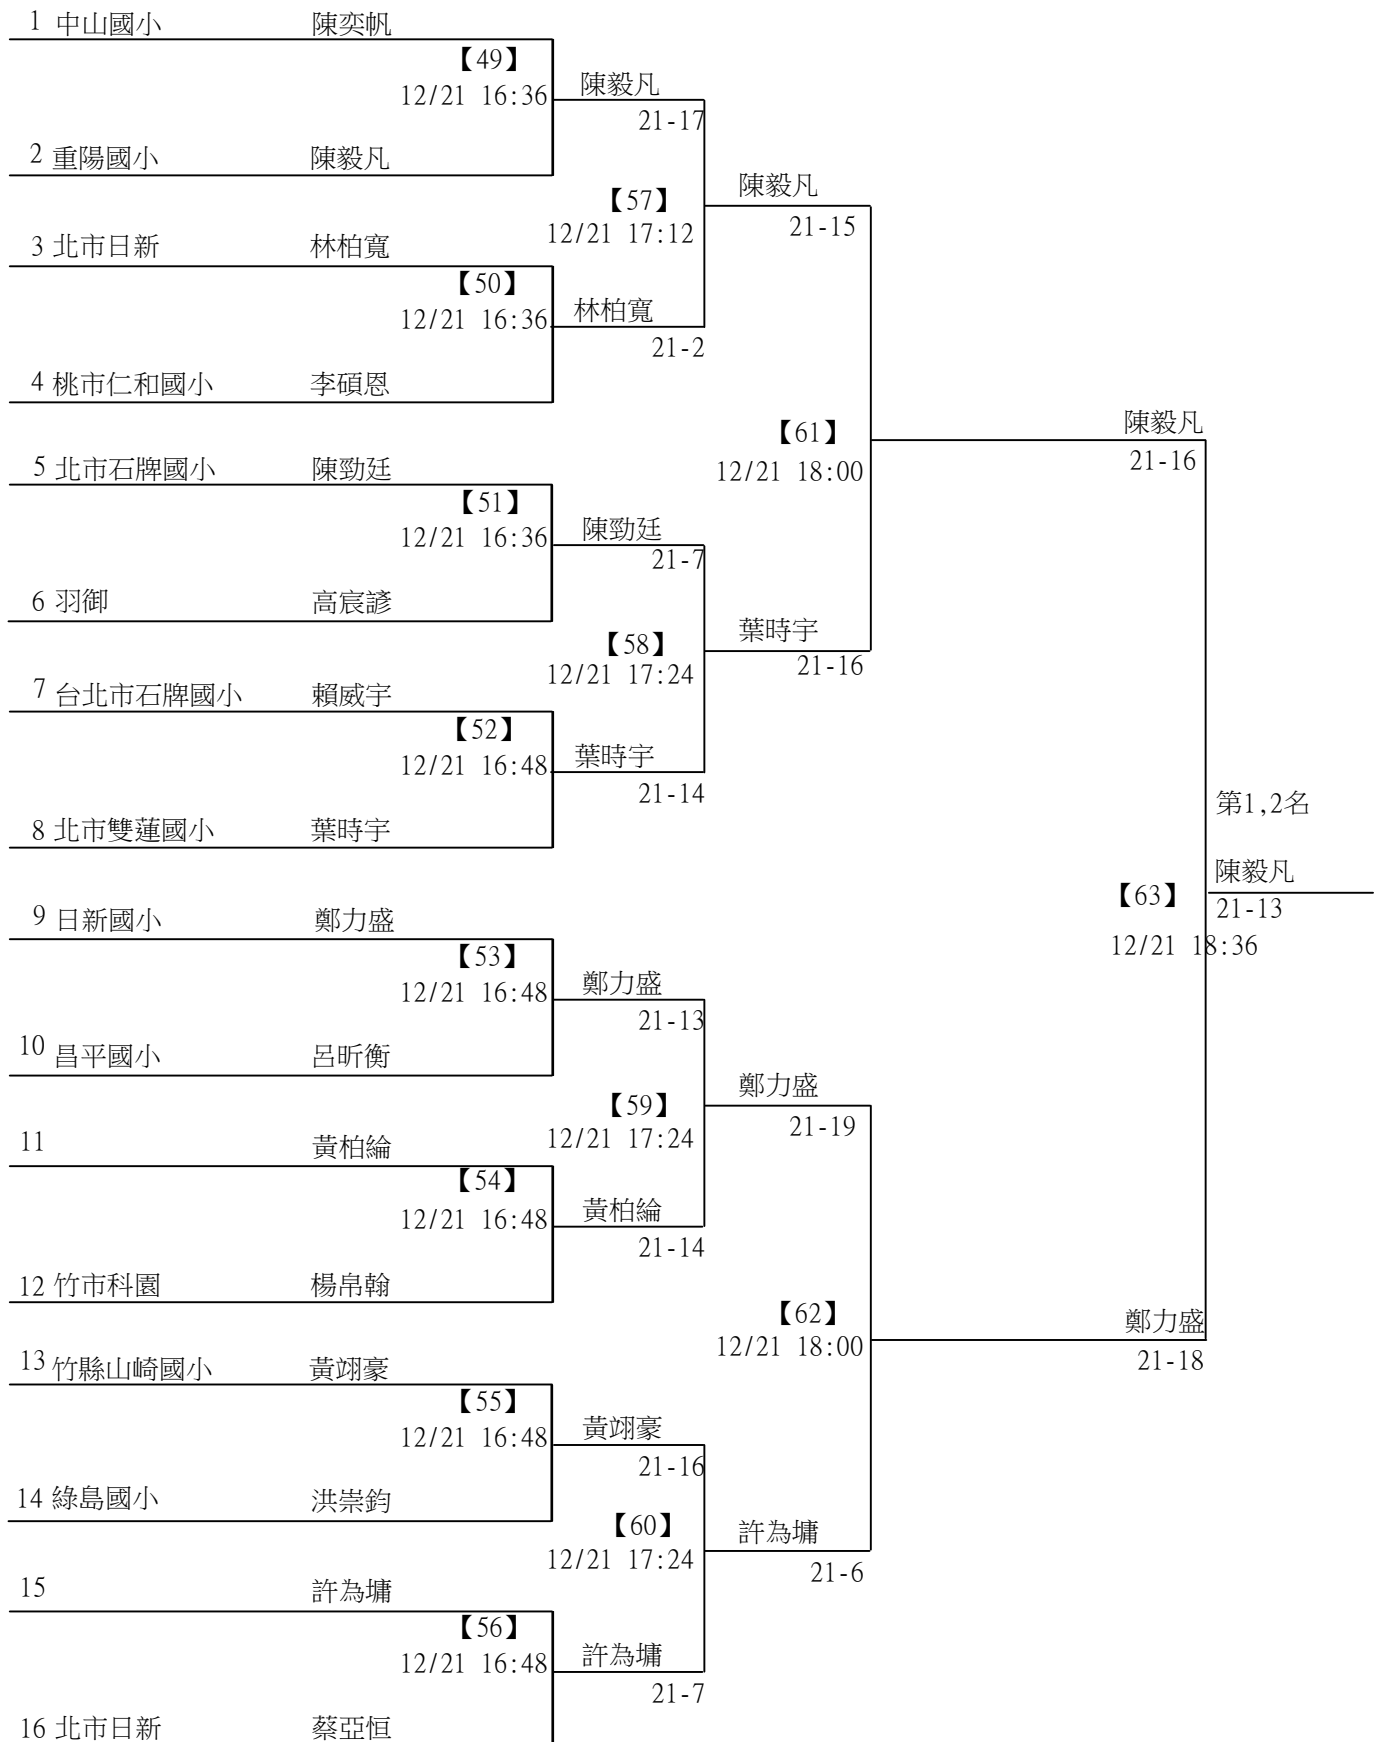 1 中山國小 陳奕帆
【49】
12/21 16:36
陳毅凡
21-17
2 重陽國小 陳毅凡
【57】
12/21 17:12
陳毅凡
21-15
3 北市日新 林柏寬
【50】
12/21 16:36
林柏寬
21-2
4 桃市仁和國小 李碩恩
【61】
12/21 18:00
陳毅凡
21-16
5 北市石牌國小 陳勁廷
【51】
12/21 16:36
陳勁廷
21-7
6 羽御 高宸諺
【58】
12/21 17:24
葉時宇
21-16
7 台北市石牌國小 賴威宇
【52】
12/21 16:48
葉時宇
21-14
8 北市雙蓮國小 葉時宇
第1,2名
【63】
12/21 18:36
陳毅凡
21-13
9 日新國小 鄭力盛
【53】
12/21 16:48
鄭力盛
21-13
10 昌平國小 呂昕衡
【59】
12/21 17:24
鄭力盛
21-19
11 黃柏綸
【54】
12/21 16:48
黃柏綸
21-14
12 竹市科園 楊帛翰
【62】
12/21 18:00
鄭力盛
21-18
13 竹縣山崎國小 黃翊豪
【55】
12/21 16:48
黃翊豪
21-16
14 綠島國小 洪崇鈞
【60】
12/21 17:24
許為墉
21-6
15 許為墉
【56】
12/21 16:48
許為墉
21-7
16 北市日新 蔡亞恒